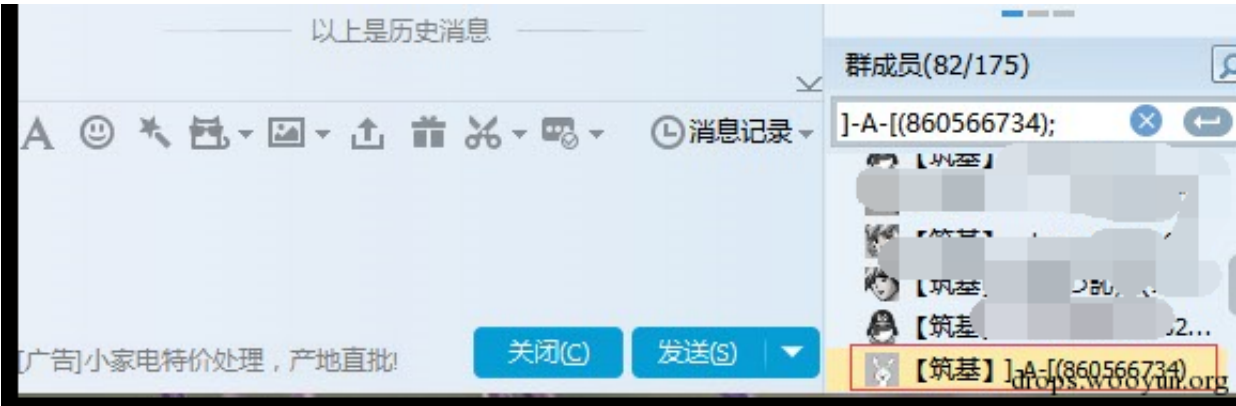 以上是历史消息
群成员(82/175)
]-A-[(860566734);
消息记录
【筑基】
【筑基】
【筑基】
【筑基】 2...
[广告]小家电特价处理，产地直批!
关闭(C)
发送(S)
【筑基】]-A-[(860566734)
drops.wooyun.org